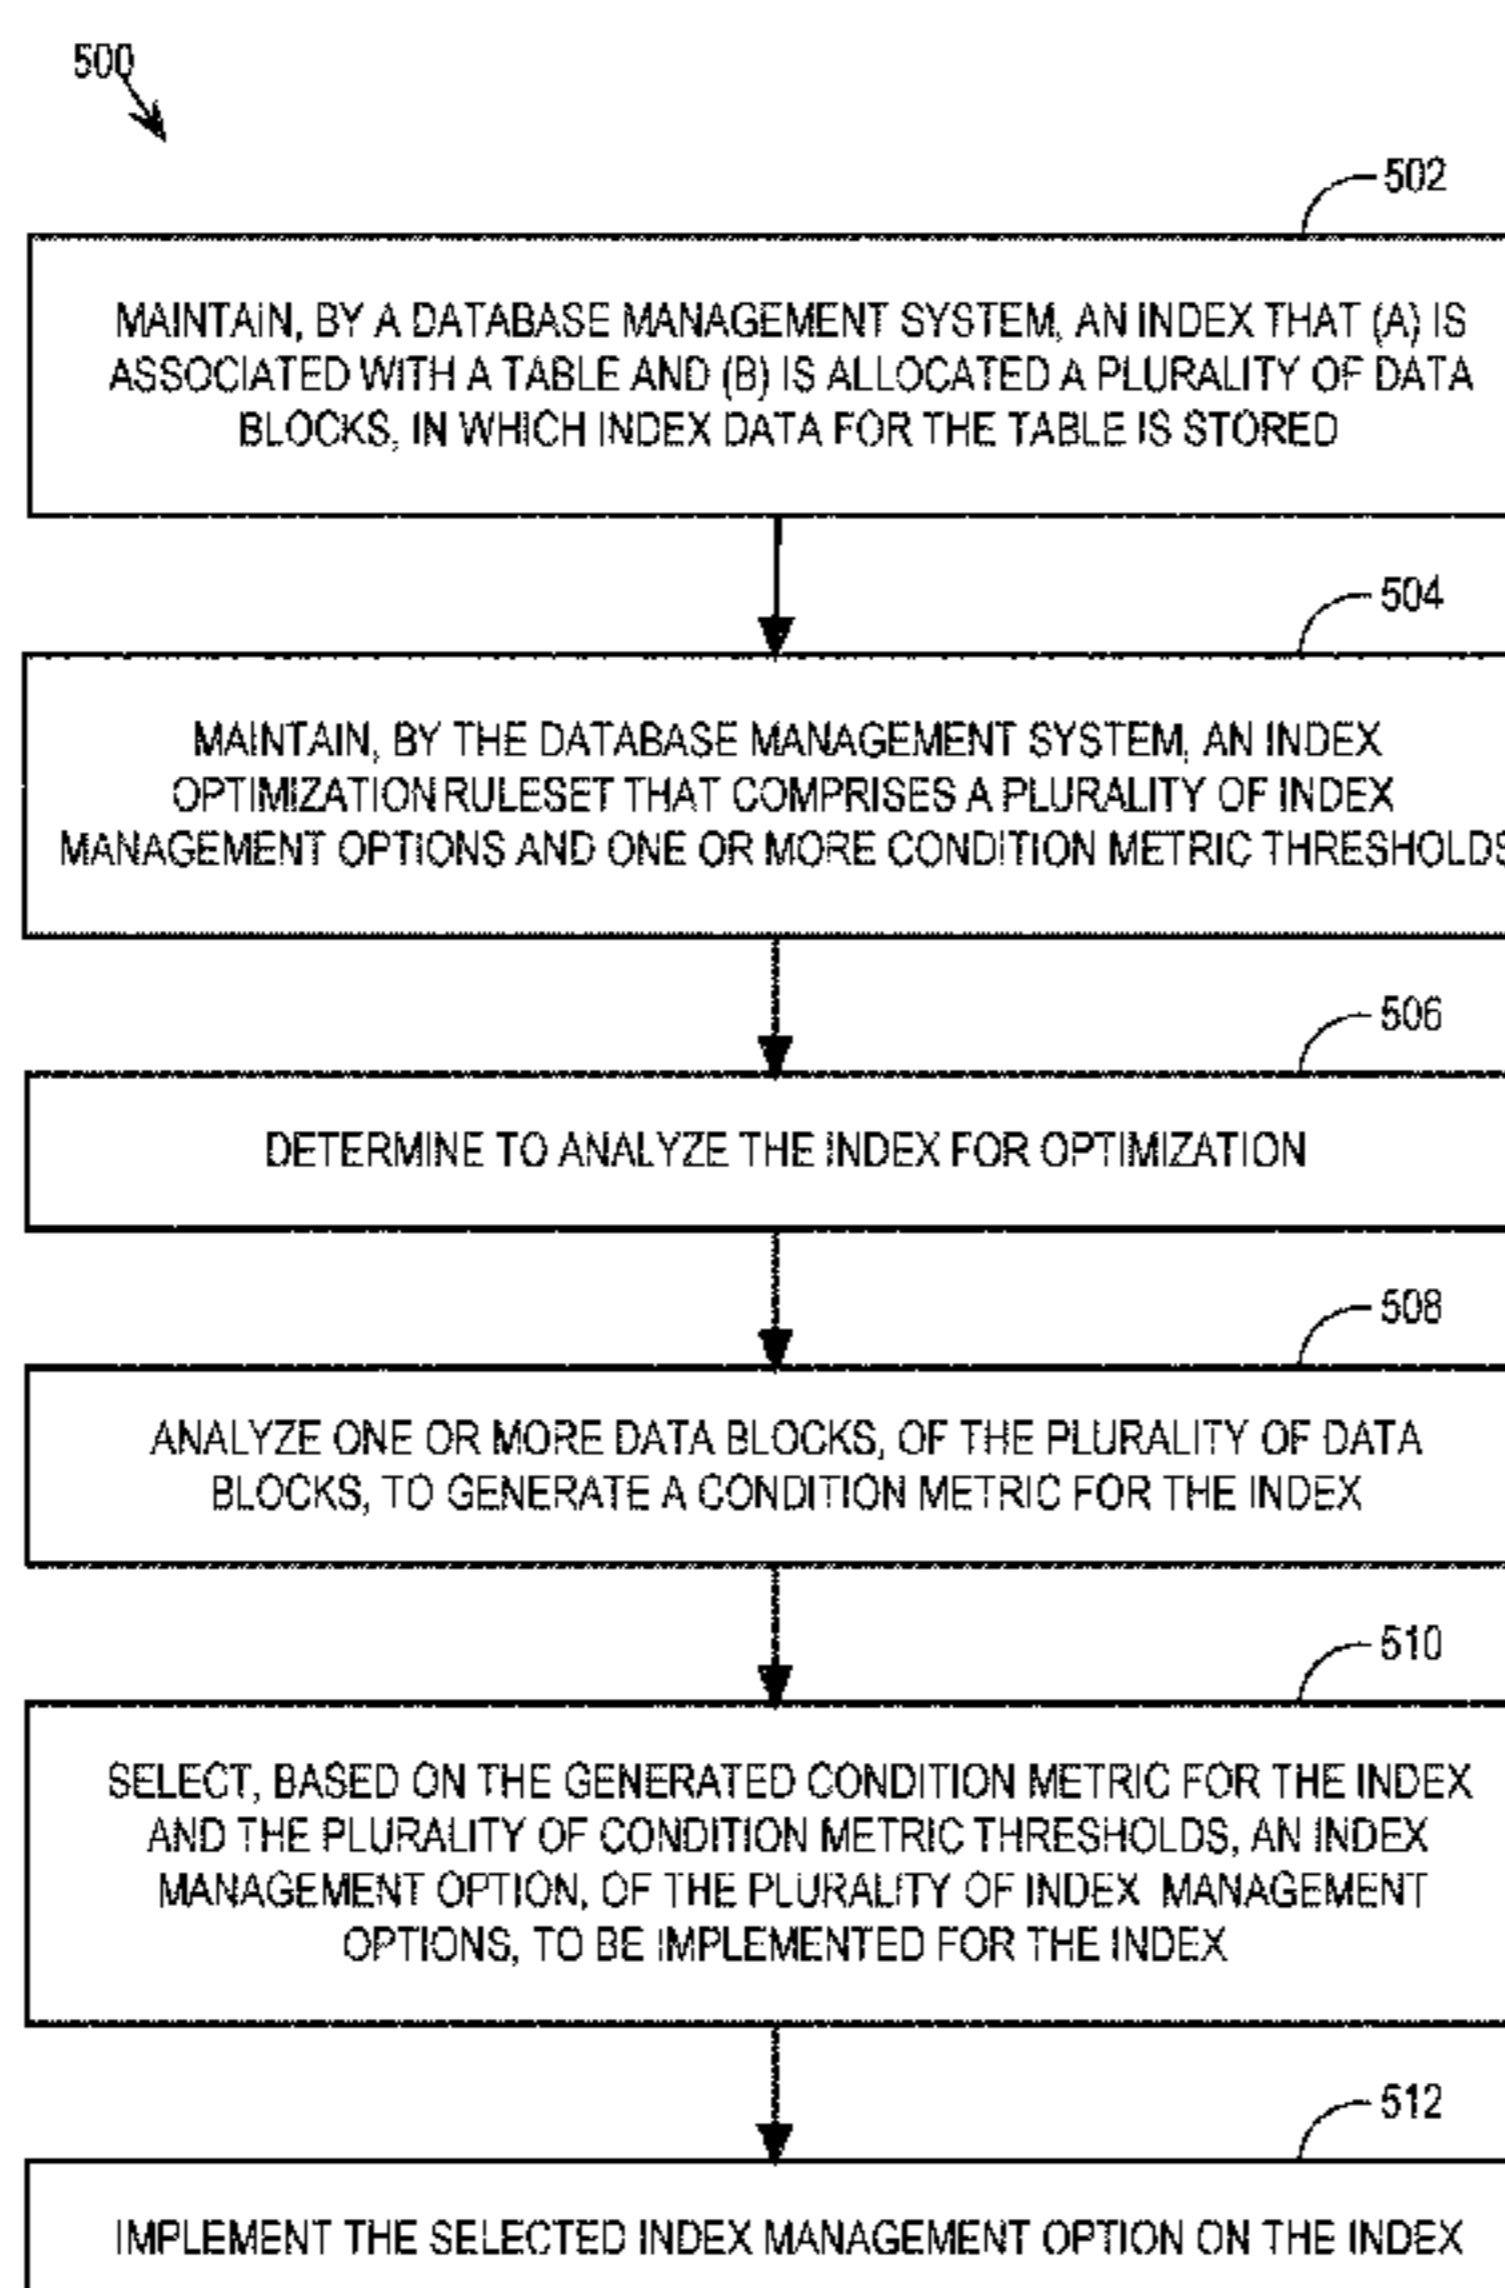 500
502
MAINTAIN, BY A DATABASE MANAGEMENT SYSTEM, AN INDEX THAT (A) IS
ASSOCIATED WITH A TABLE AND (B) IS ALLOCATED A PLURALITY OF DATA
BLOCKS, IN WHICH INDEX DATA FOR THE TABLE IS STORED
504
MAINTAIN, BY THE DATABASE MANAGEMENT SYSTEM, AN INDEX
OPTIMIZATION RULESET THAT COMPRISES A PLURALITY OF INDEX
MANAGEMENT OPTIONS AND ONE OR MORE CONDITION METRIC THRESHOLDS
506
DETERMINE TO ANALYZE THE INDEX FOR OPTIMIZATION
508
ANALYZE ONE OR MORE DATA BLOCKS, OF THE PLURALITY OF DATA
BLOCKS, TO GENERATE A CONDITION METRIC FOR THE INDEX
510
SELECT, BASED ON THE GENERATED CONDITION METRIC FOR THE INDEX
AND THE PLURALITY OF CONDITION METRIC THRESHOLDS, AN INDEX
MANAGEMENT OPTION, OF THE PLURALITY OF INDEX MANAGEMENT
OPTIONS, TO BE IMPLEMENTED FOR THE INDEX
512
IMPLEMENT THE SELECTED INDEX MANAGEMENT OPTION ON THE INDEX